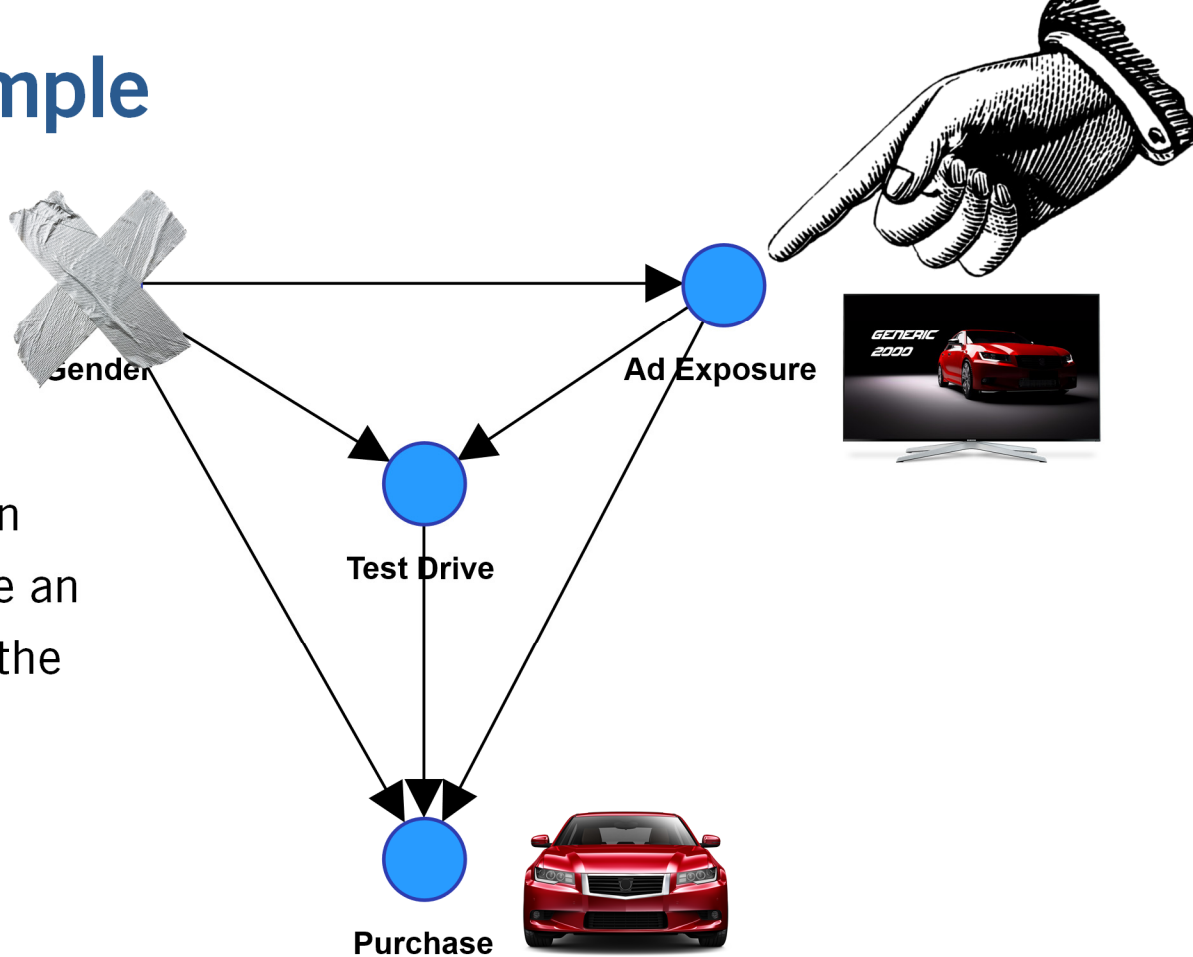 mple
GENERIC
2000
Gender
Ad Exposure
n
Test Drive
e an
the
Purchase